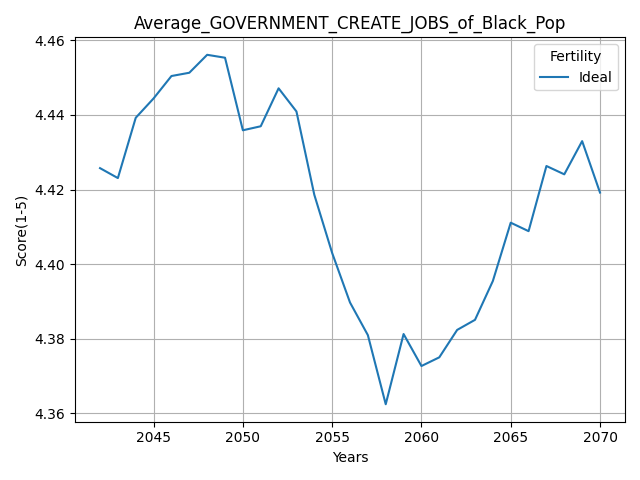 Average_GOVERNMENT_CREATE_JOBS_of_Black_Pop
4.46
4.44
4.42
4.40
4.38
4.36
Score(1-5)
Fertility
Ideal
2045 2050 2055 2060 2065 2070
Years